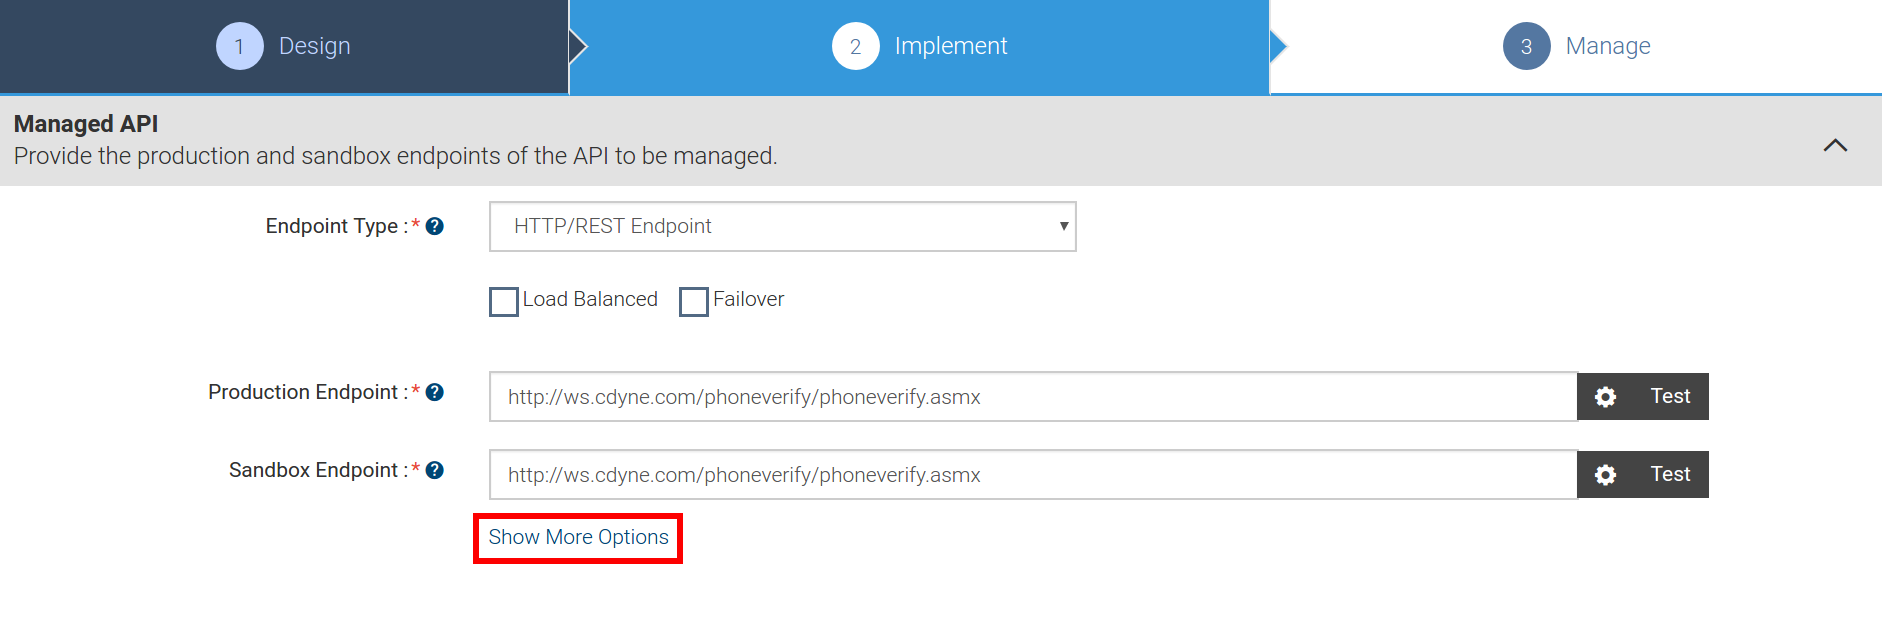 1 Design
2 Implement
3 Manage
Managed API
Provide the production and sandbox endpoints of the API to be managed.
Endpoint Type : * ?
HTTP/REST Endpoint
Load Balanced
Failover
Production Endpoint : * ?
http://ws.cdyne.com/phoneverify/phoneverify.asmx
Test
Sandbox Endpoint : * ?
http://ws.cdyne.com/phoneverify/phoneverify.asmx
Test
Show More Options